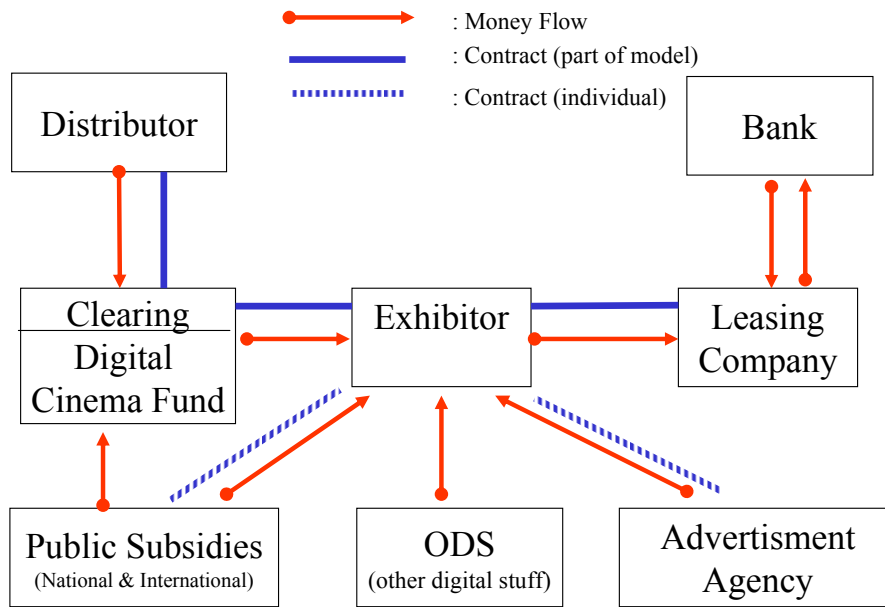 : Money Flow
: Contract (part of model)
: Contract (individual)
Distributor
Bank
Clearing
Digital
Cinema Fund
Exhibitor
Leasing
Company
Public Subsidies
(National & International)
ODS
(other digital stuff)
Advertisment
Agency